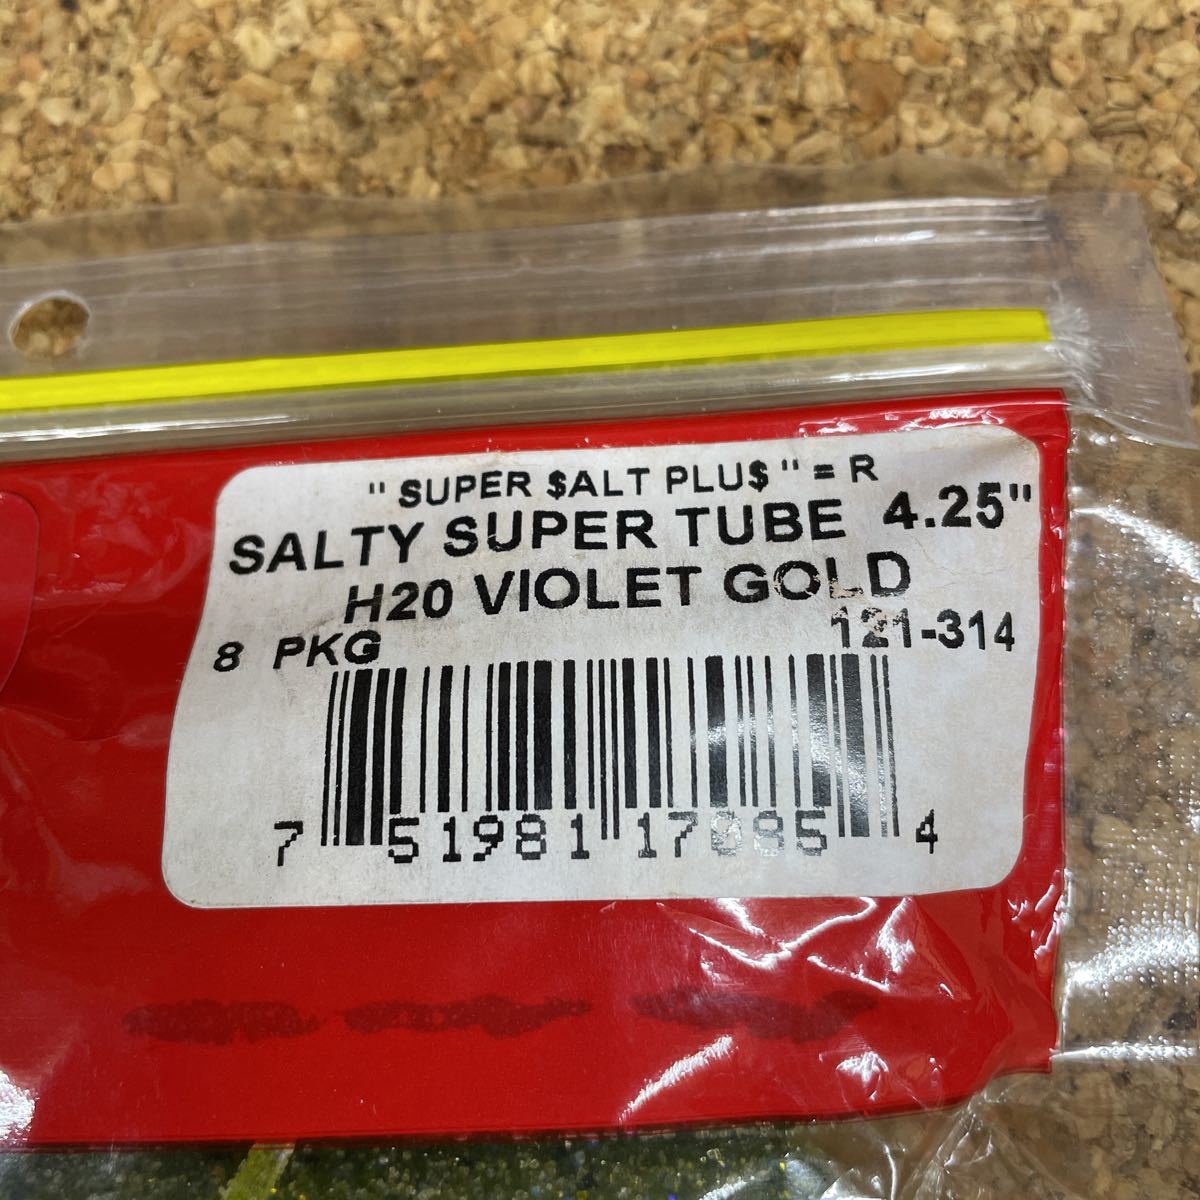 " SUPER $ALT PLU$ " = R
SALTY SUPER TUBE 4.25"
H20 VIOLET GOLD
8 PKG 121-314
7 51981 17085 4